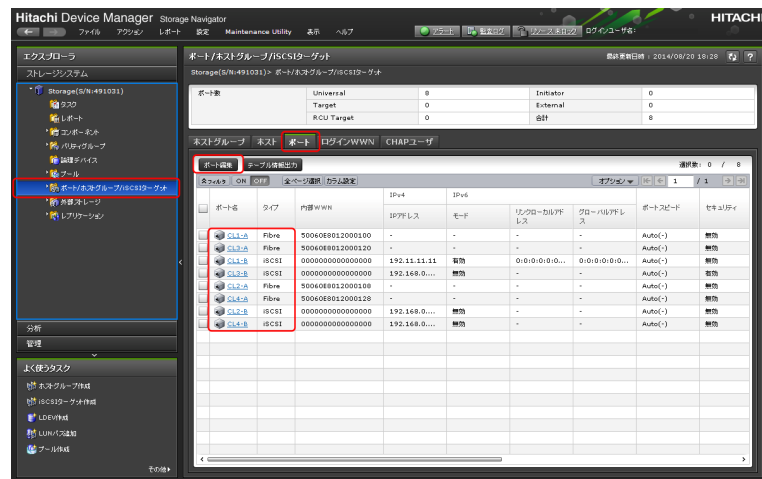 Hitachi Device Manager Storage Navigator
HITACHI
ファイル アクション レポート 設定 Maintenance Utility 表示 ヘルプ
アラート 監査ログ リソースロック ログインユーザ名:
エクスプローラ
ストレージシステム
Storage(S/N:491031)
タスク
レポート
コンポーネント
パリティグループ
論理デバイス
プール
ポート/ホストグループ/iSCSIターゲット
外部ストレージ
レプリケーション
分析
管理
よく使うタスク
ホストグループ作成
iSCSIターゲット作成
LDEV作成
LUNパス追加
プール作成
その他
ポート/ホストグループ/iSCSIターゲット
最終更新日時 : 2014/08/20 18:28
Storage(S/N:491031)> ポート/ホストグループ/iSCSIターゲット
ポート数 Universal 8 Initiator 0
Target 0 External 0
RCU Target 0 合計 8
ホストグループ ホスト ポート ログインWWN CHAPユーザ
ポート編集 テーブル情報出力 選択数: 0 / 8
フィルタ ON OFF 全ページ選択 カラム設定 オプション 1 / 1
IPv4 IPv6
ポート名 タイプ 内部WWN IPアドレス モード リンクローカルアドレス グローバルアドレス ポートスピード セキュリティ
CL1-A Fibre 50060E8012000100 - - - - Auto(-) 無効
CL3-A Fibre 50060E8012000120 - - - - Auto(-) 無効
CL1-B iSCSI 0000000000000000 192.11.11.11 有効 0:0:0:0:0:0... 0:0:0:0:0:0... Auto(-) 無効
CL3-B iSCSI 0000000000000000 192.168.0.... 無効 - - Auto(-) 有効
CL2-A Fibre 50060E8012000108 - - - - Auto(-) 無効
CL4-A Fibre 50060E8012000128 - - - - Auto(-) 無効
CL2-B iSCSI 0000000000000000 192.168.0.... 無効 - - Auto(-) 無効
CL4-B iSCSI 0000000000000000 192.168.0.... 無効 - - Auto(-) 無効